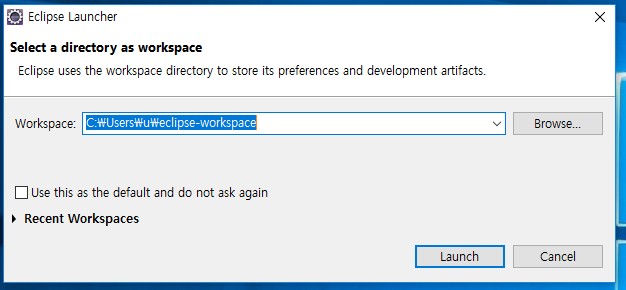 Eclipse Launcher
Select a directory as workspace
Eclipse uses the workspace directory to store its preferences and development artifacts.
Workspace: C:₩Users₩u₩eclipse-workspace Browse...
Use this as the default and do not ask again
Recent Workspaces
Launch Cancel